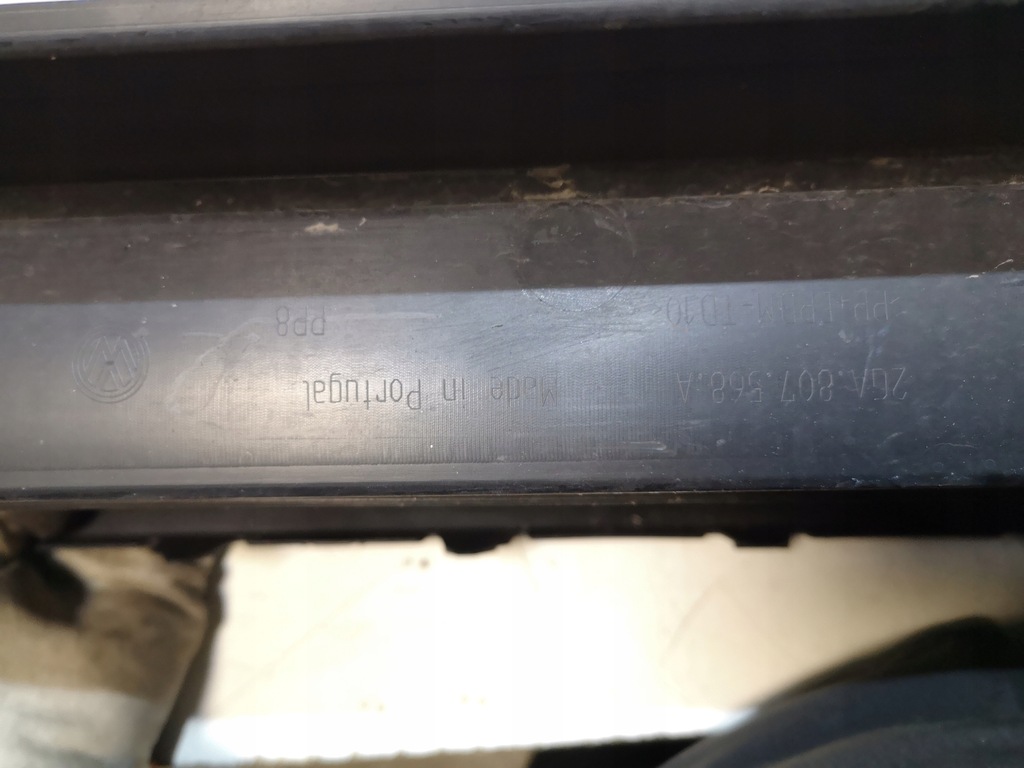 2GA.807.568.A Made in Portugal
>PP+EPDM-TD10< PP8